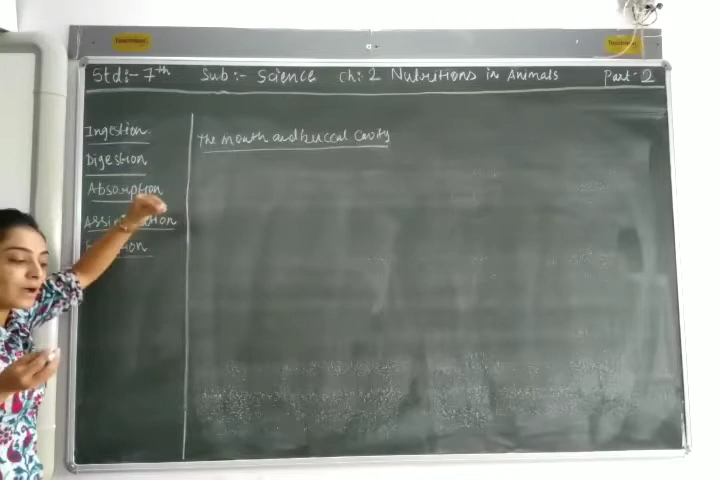 Std:- 7th Sub:- Science Ch: 2 Nutritions in Animals Part-2
Ingestion
Digestion
Absorption
The mouth and buccal cavity